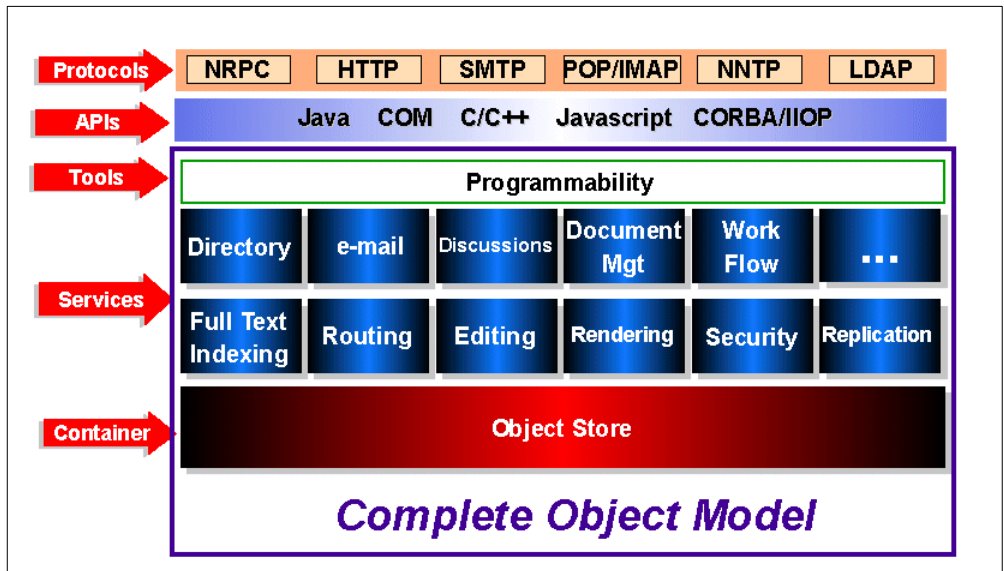 Protocols NRPC HTTP SMTP POP/IMAP NNTP LDAP
APIs Java COM C/C++ Javascript CORBA/IIOP
Tools Programmability
Directory e-mail Discussions Document Mgt Work Flow ...
Services
Full Text Indexing Routing Editing Rendering Security Replication
Container Object Store
Complete Object Model